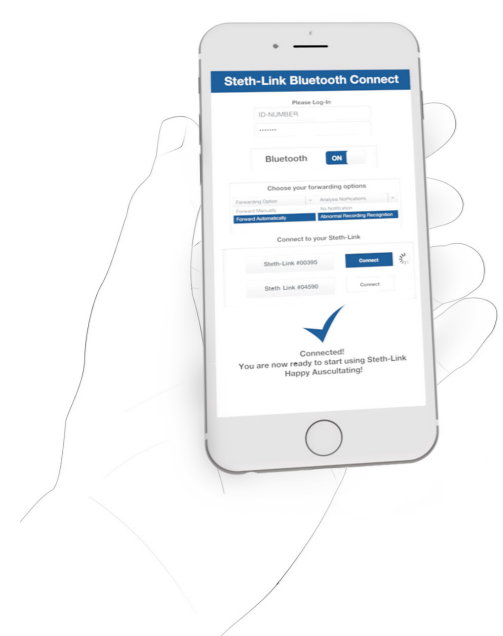 Steth-Link Bluetooth Connect
Please Log-in
ID-NUMBER
•••••••
Bluetooth ON
Choose your forwarding options
Forwarding Option Analysis Notifications
Forward Manually No Notification
Forward Automatically Abnormal Recording Recognition
Connect to your Steth-Link
Steth-Link #00395 Connect
Steth Link #04590 Connect
Connected!
You are now ready to start using Steth-Link
Happy Auscultating!